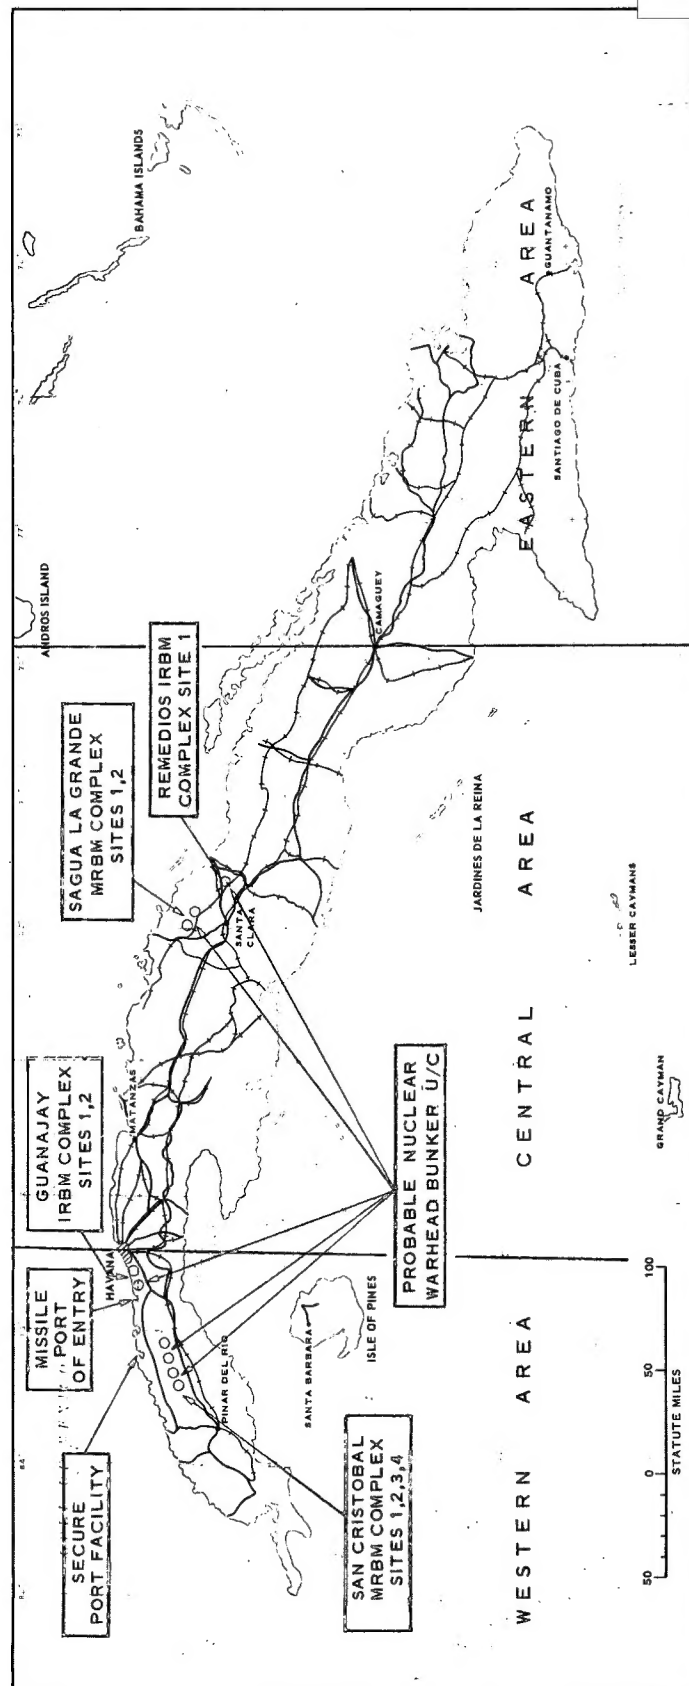 SECURE
PORT FACILITY
MISSILE
PORT
OF ENTRY
GUANAJAY
IRBM COMPLEX
SITES 1,2
SAGUA LA GRANDE
MRBM COMPLEX
SITES 1,2
REMEDIOS IRBM
COMPLEX SITE 1
ANDROS ISLAND
BAHAMA ISLANDS
HAVANA
MATANZAS
PINAR DEL RIO
SANTA
CLARA
CAMAGUEY
SANTIAGO DE CUBA
GUANTANAMO
SANTA BARBARA
ISLE OF PINES
JARDINES DE LA REINA
SAN CRISTOBAL
MRBM COMPLEX
SITES 1,2,3,4
PROBABLE NUCLEAR
WARHEAD BUNKER U/C
WESTERN AREA
CENTRAL AREA
EASTERN AREA
LESSER CAYMANS
GRAND CAYMAN
50 0 50 100
STATUTE MILES